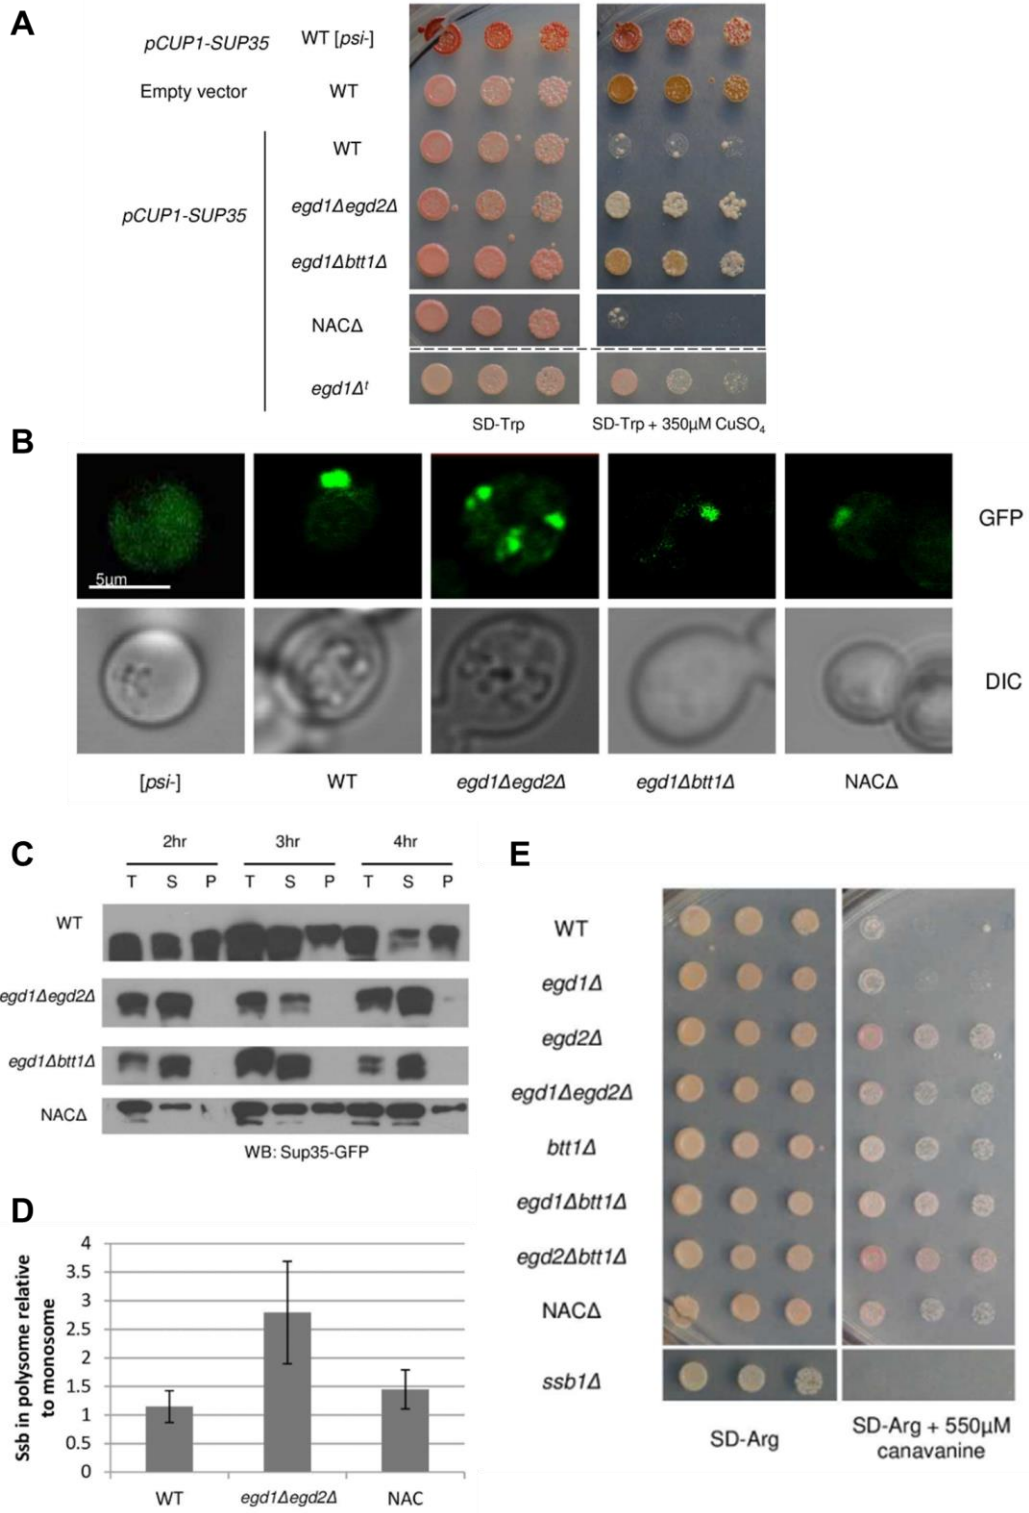 A
pCUP1-SUP35 WT [psi-]
Empty vector WT
WT
pCUP1-SUP35
egd1Δegd2Δ
egd1Δbtt1Δ
NACΔ
egd1Δᵗ
SD-Trp SD-Trp + 350µM CuSO₄
B
5µm
GFP
DIC
[psi-] WT egd1Δegd2Δ egd1Δbtt1Δ NACΔ
C
2hr 3hr 4hr
T S P T S P T S P
WT
egd1Δegd2Δ
egd1Δbtt1Δ
NACΔ
WB: Sup35-GFP
D
Ssb in polysome relative
to monosome
4
3.5
3
2.5
2
1.5
1
0.5
0
WT egd1Δegd2Δ NAC
E
WT
egd1Δ
egd2Δ
egd1Δegd2Δ
btt1Δ
egd1Δbtt1Δ
egd2Δbtt1Δ
NACΔ
ssb1Δ
SD-Arg SD-Arg + 550µM
canavanine